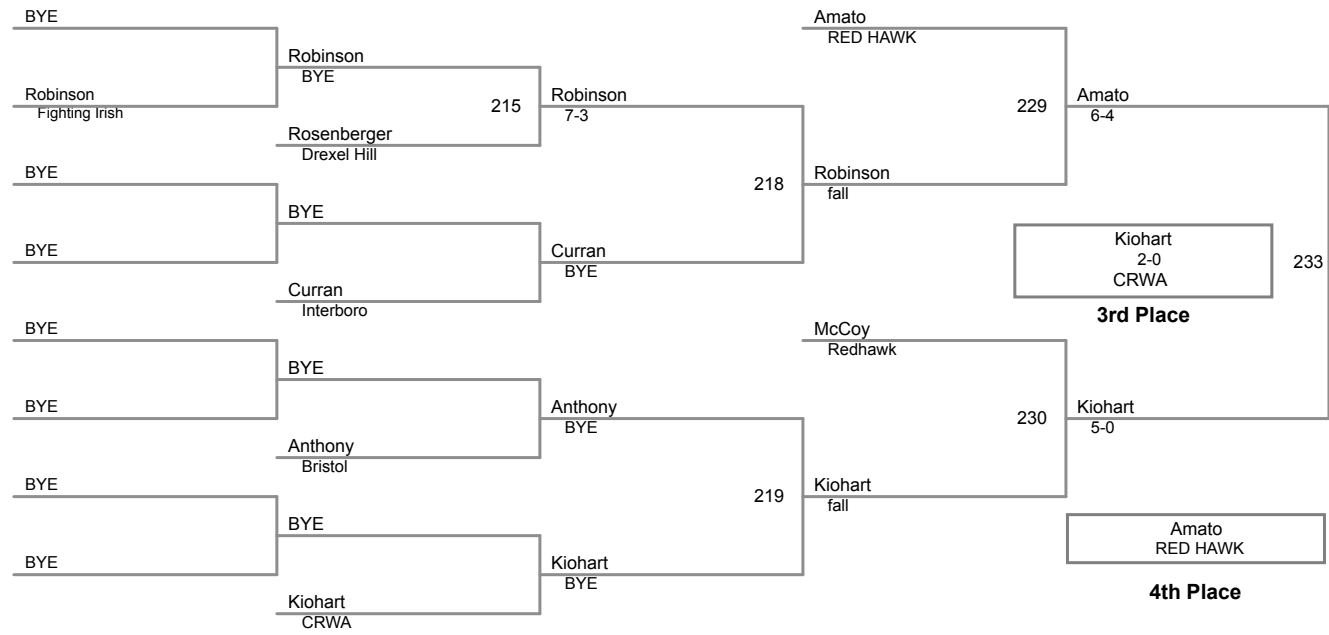 BYE
Amato
RED HAWK
Robinson
BYE
Robinson
Fighting Irish
215
Robinson
7-3
229
Amato
6-4
Rosenberger
Drexel Hill
BYE
218
Robinson
fall
BYE
BYE
Curran
BYE
Kiohart
2-0
CRWA
233
Curran
Interboro
3rd Place
BYE
McCoy
Redhawk
BYE
BYE
Anthony
BYE
230
Kiohart
5-0
Anthony
Bristol
BYE
219
Kiohart
fall
BYE
Amato
RED HAWK
BYE
Kiohart
BYE
4th Place
Kiohart
CRWA